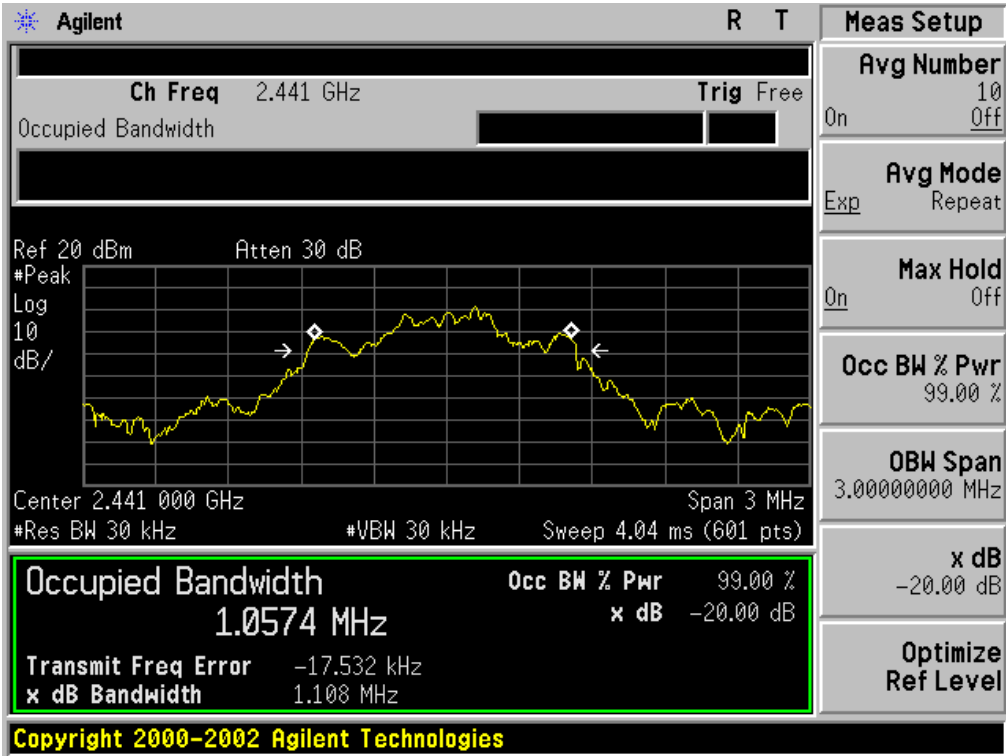 Agilent R T
Ch Freq 2.441 GHz Trig Free
Occupied Bandwidth
Ref 20 dBm Atten 30 dB
#Peak
Log
10
dB/
Center 2.441 000 GHz Span 3 MHz
#Res BW 30 kHz #VBW 30 kHz Sweep 4.04 ms (601 pts)
Occupied Bandwidth
1.0574 MHz
Occ BW % Pwr 99.00 %
x dB -20.00 dB
Transmit Freq Error -17.532 kHz
x dB Bandwidth 1.108 MHz
Copyright 2000-2002 Agilent Technologies
Meas Setup
Avg Number
10
On Off
Avg Mode
Exp Repeat
Max Hold
On Off
Occ BW % Pwr
99.00 %
OBW Span
3.00000000 MHz
x dB
-20.00 dB
Optimize
Ref Level